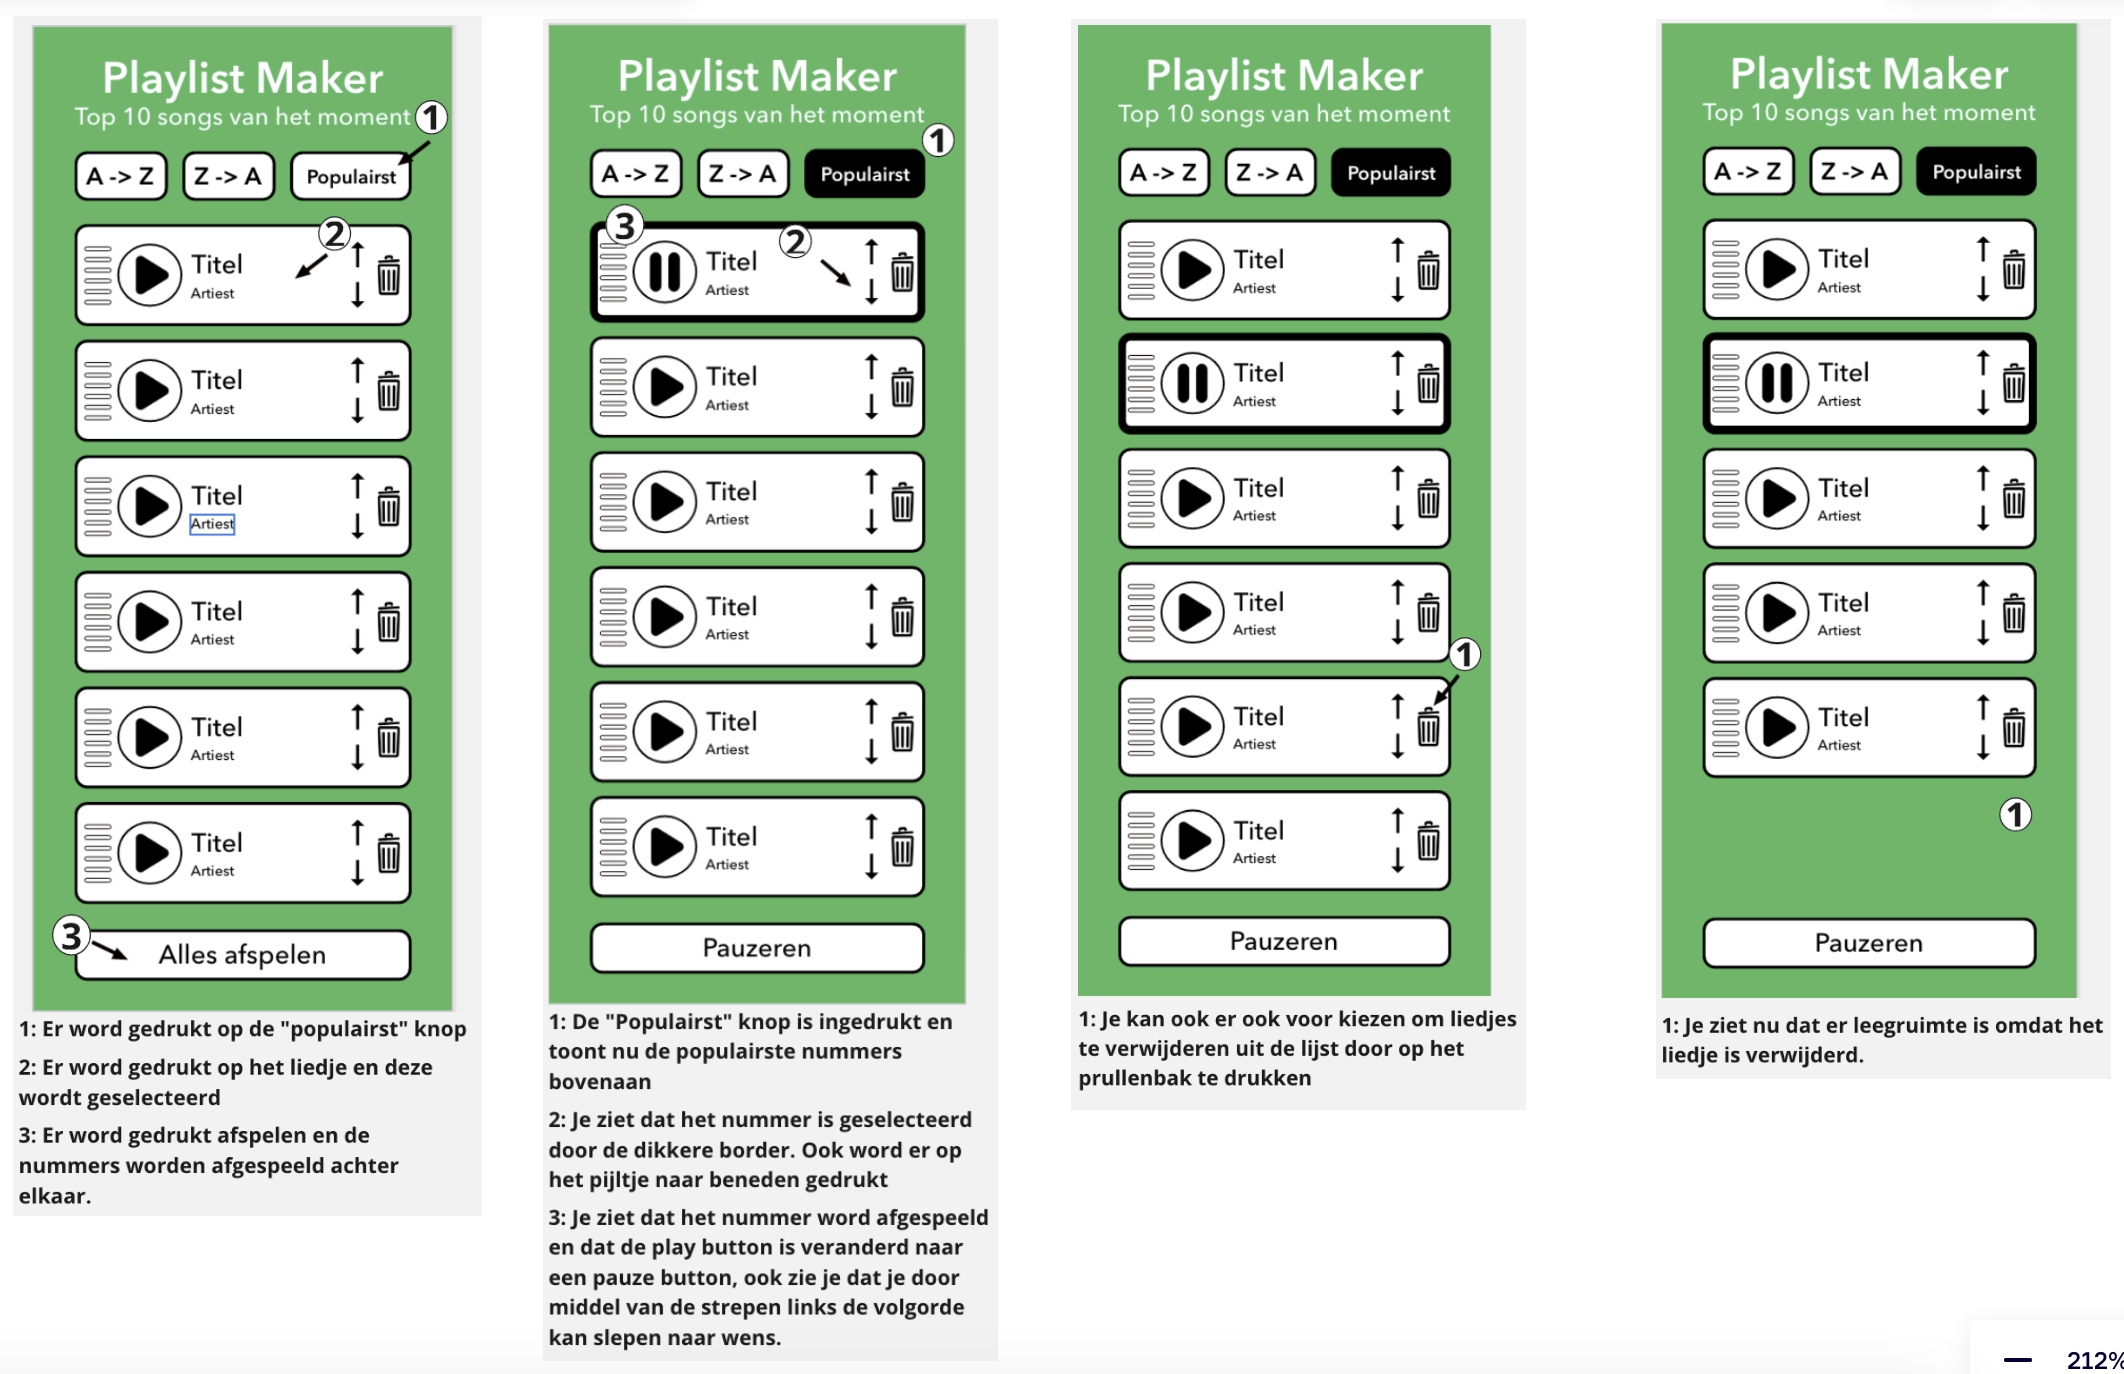 Playlist Maker
Top 10 songs van het moment
1
A -> Z
Z -> A
Populairst
2
Titel
Artiest
Titel
Artiest
Titel
Artiest
Titel
Artiest
Titel
Artiest
Titel
Artiest
3
Alles afspelen
1: Er word gedrukt op de "populairst" knop
2: Er word gedrukt op het liedje en deze
wordt geselecteerd
3: Er word gedrukt afspelen en de
nummers worden afgespeeld achter
elkaar.
Playlist Maker
Top 10 songs van het moment
1
A -> Z
Z -> A
Populairst
3
2
Titel
Artiest
Titel
Artiest
Titel
Artiest
Titel
Artiest
Titel
Artiest
Titel
Artiest
Pauzeren
1: De "Populairst" knop is ingedrukt en
toont nu de populairste nummers
bovenaan
2: Je ziet dat het nummer is geselecteerd
door de dikkere border. Ook word er op
het pijltje naar beneden gedrukt
3: Je ziet dat het nummer word afgespeeld
en dat de play button is veranderd naar
een pauze button, ook zie je dat je door
middel van de strepen links de volgorde
kan slepen naar wens.
Playlist Maker
Top 10 songs van het moment
A -> Z
Z -> A
Populairst
Titel
Artiest
Titel
Artiest
Titel
Artiest
Titel
Artiest
1
Titel
Artiest
Titel
Artiest
Pauzeren
1: Je kan ook er ook voor kiezen om liedjes
te verwijderen uit de lijst door op het
prullenbak te drukken
Playlist Maker
Top 10 songs van het moment
A -> Z
Z -> A
Populairst
Titel
Artiest
Titel
Artiest
Titel
Artiest
Titel
Artiest
Titel
Artiest
1
Pauzeren
1: Je ziet nu dat er leegruimte is omdat het
liedje is verwijderd.
212%